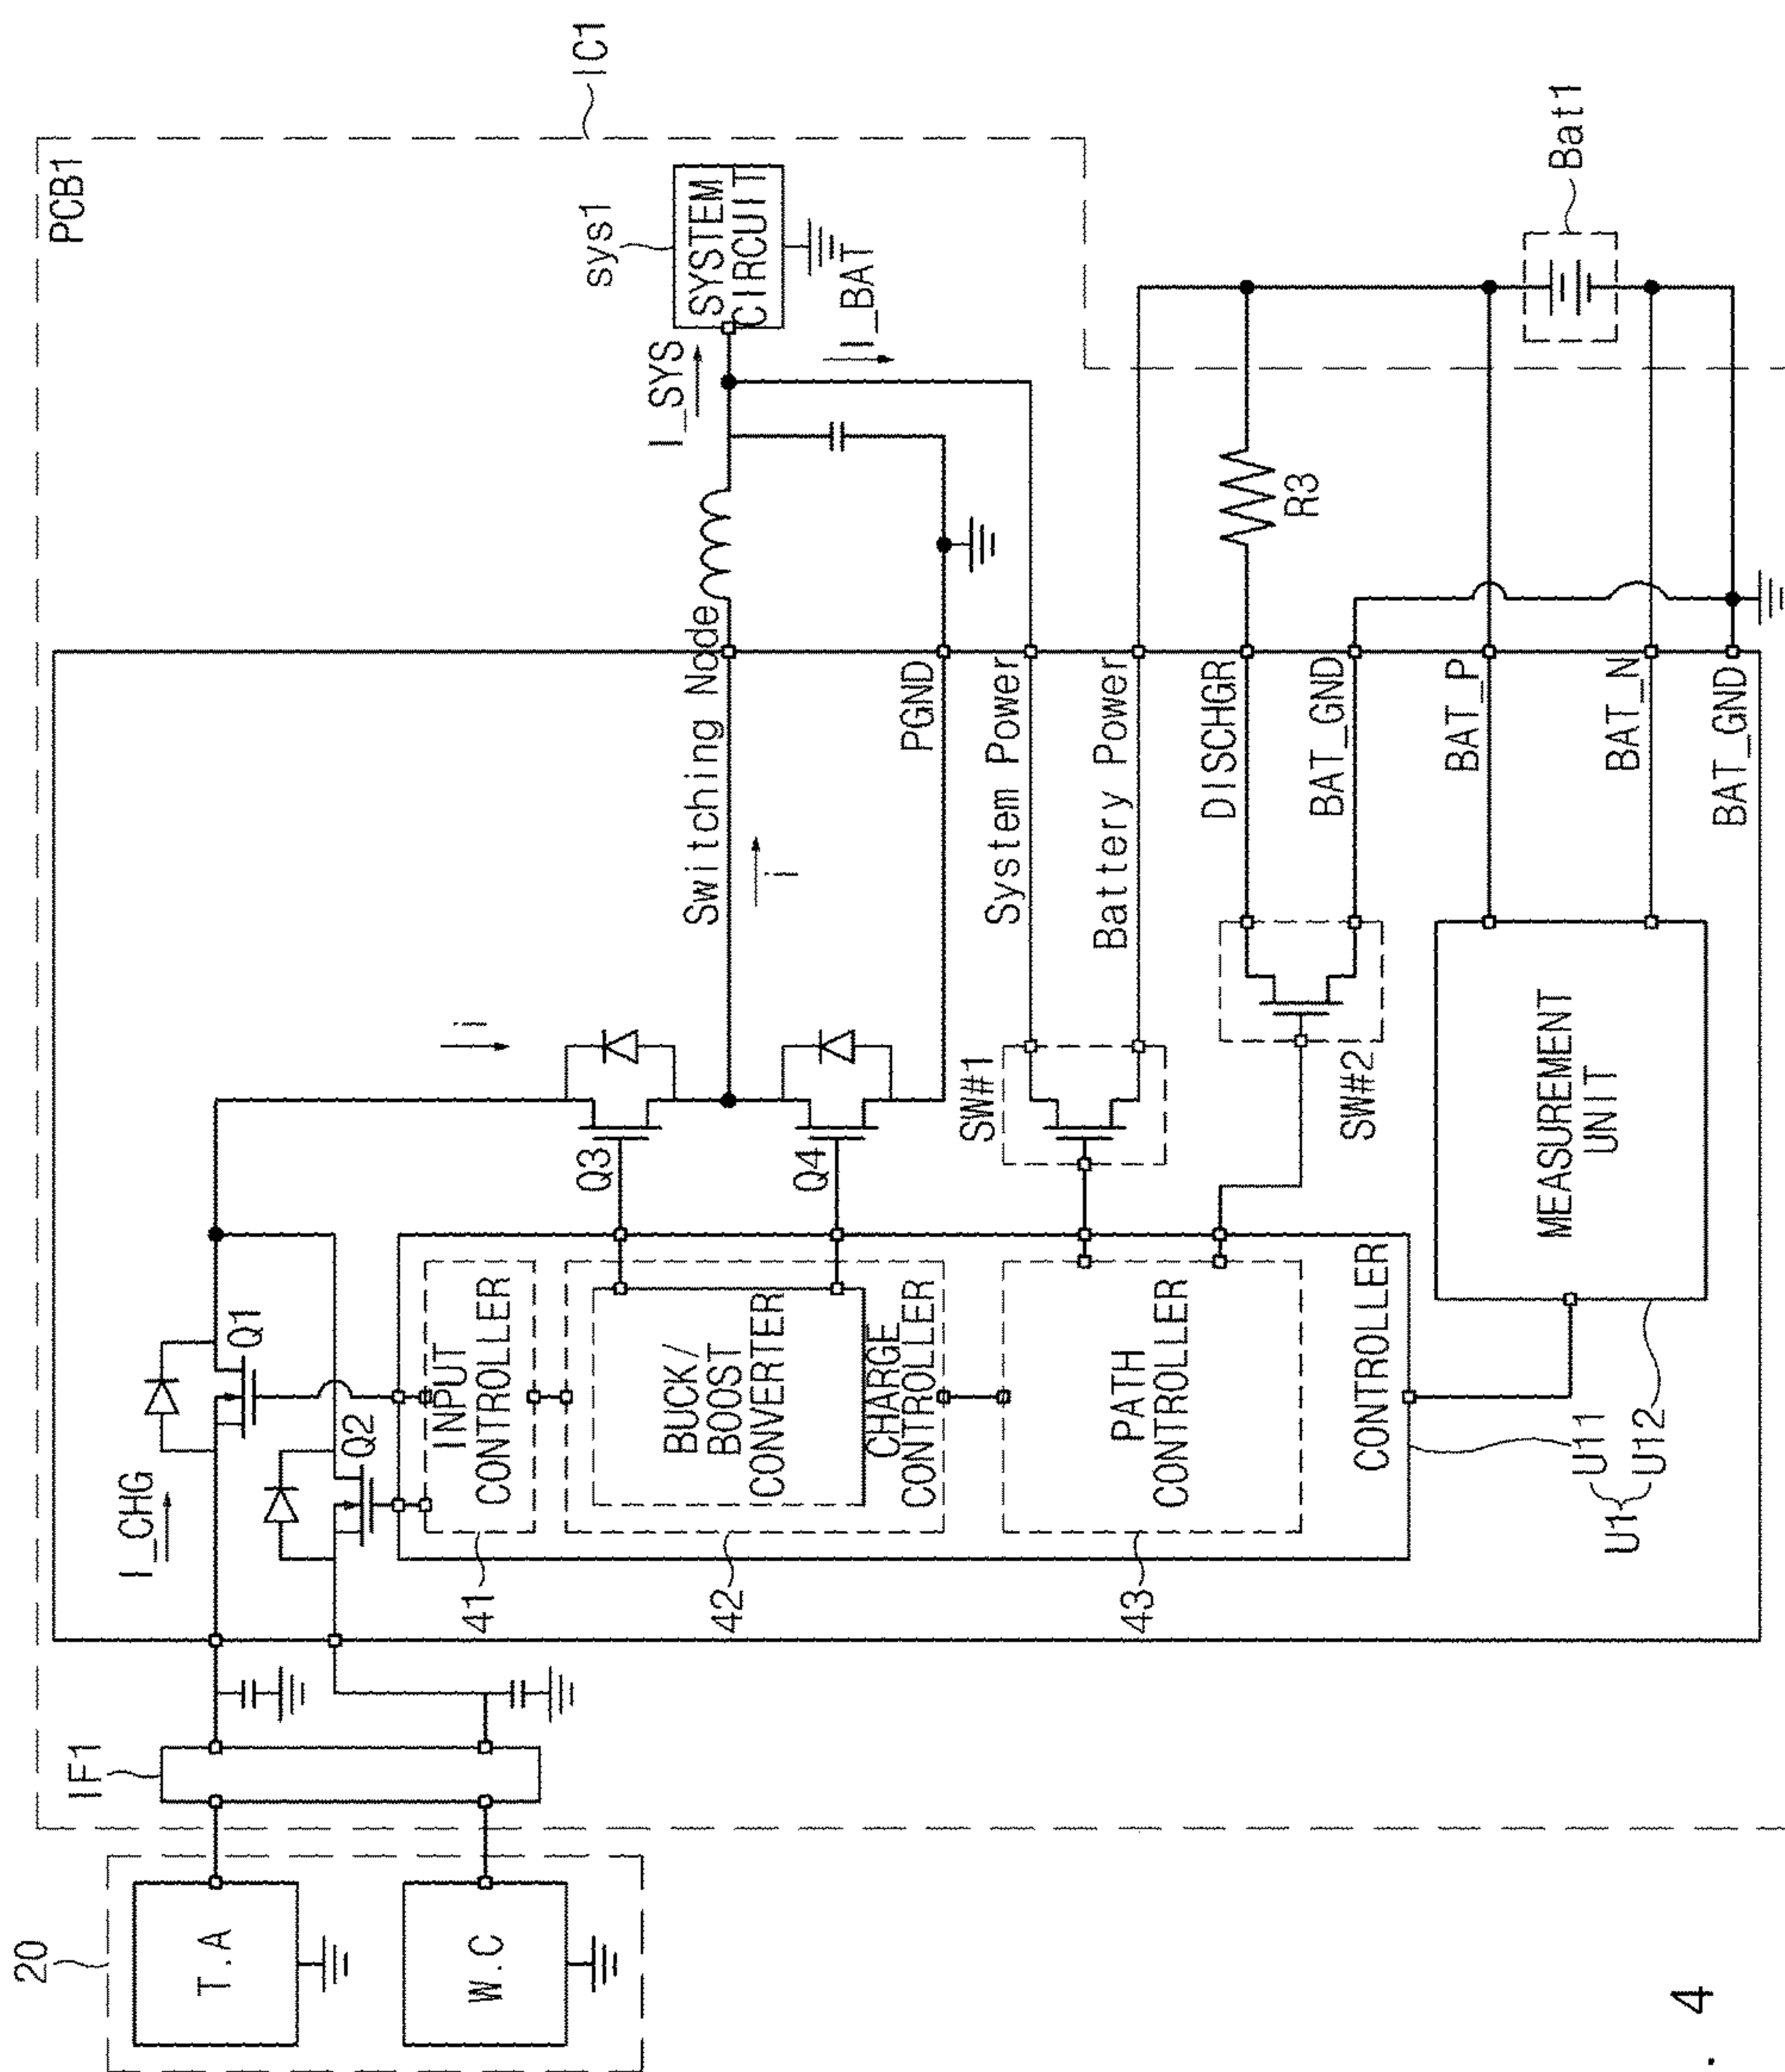 PCB1
IC1
20
T.A
W.C
IF1
I_CHG
Q1
Q2
i
Q3
Q4
Switching Node
i
I_SYS
sys1
SYSTEM
CIRCUIT
I_BAT
PGND
System Power
Battery Power
SW#1
DISCHGR
BAT_GND
SW#2
R3
BAT_P
BAT_N
BAT_GND
Bat1
41
INPUT
CONTROLLER
42
BUCK/
BOOST
CONVERTER
CHARGE
CONTROLLER
43
PATH
CONTROLLER
CONTROLLER
MEASUREMENT
UNIT
U1
U11
U12
. 4